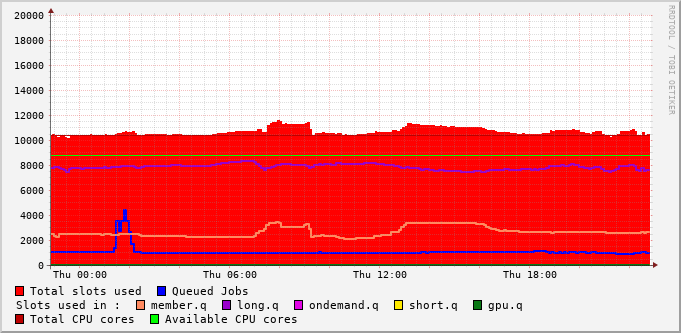 20000
18000
16000
14000
12000
10000
8000
6000
4000
2000
0
Thu 00:00 Thu 06:00 Thu 12:00 Thu 18:00
RRDTOOL / TOBI OETIKER
Total slots used Queued Jobs
Slots used in : member.q long.q ondemand.q short.q gpu.q
Total CPU cores Available CPU cores